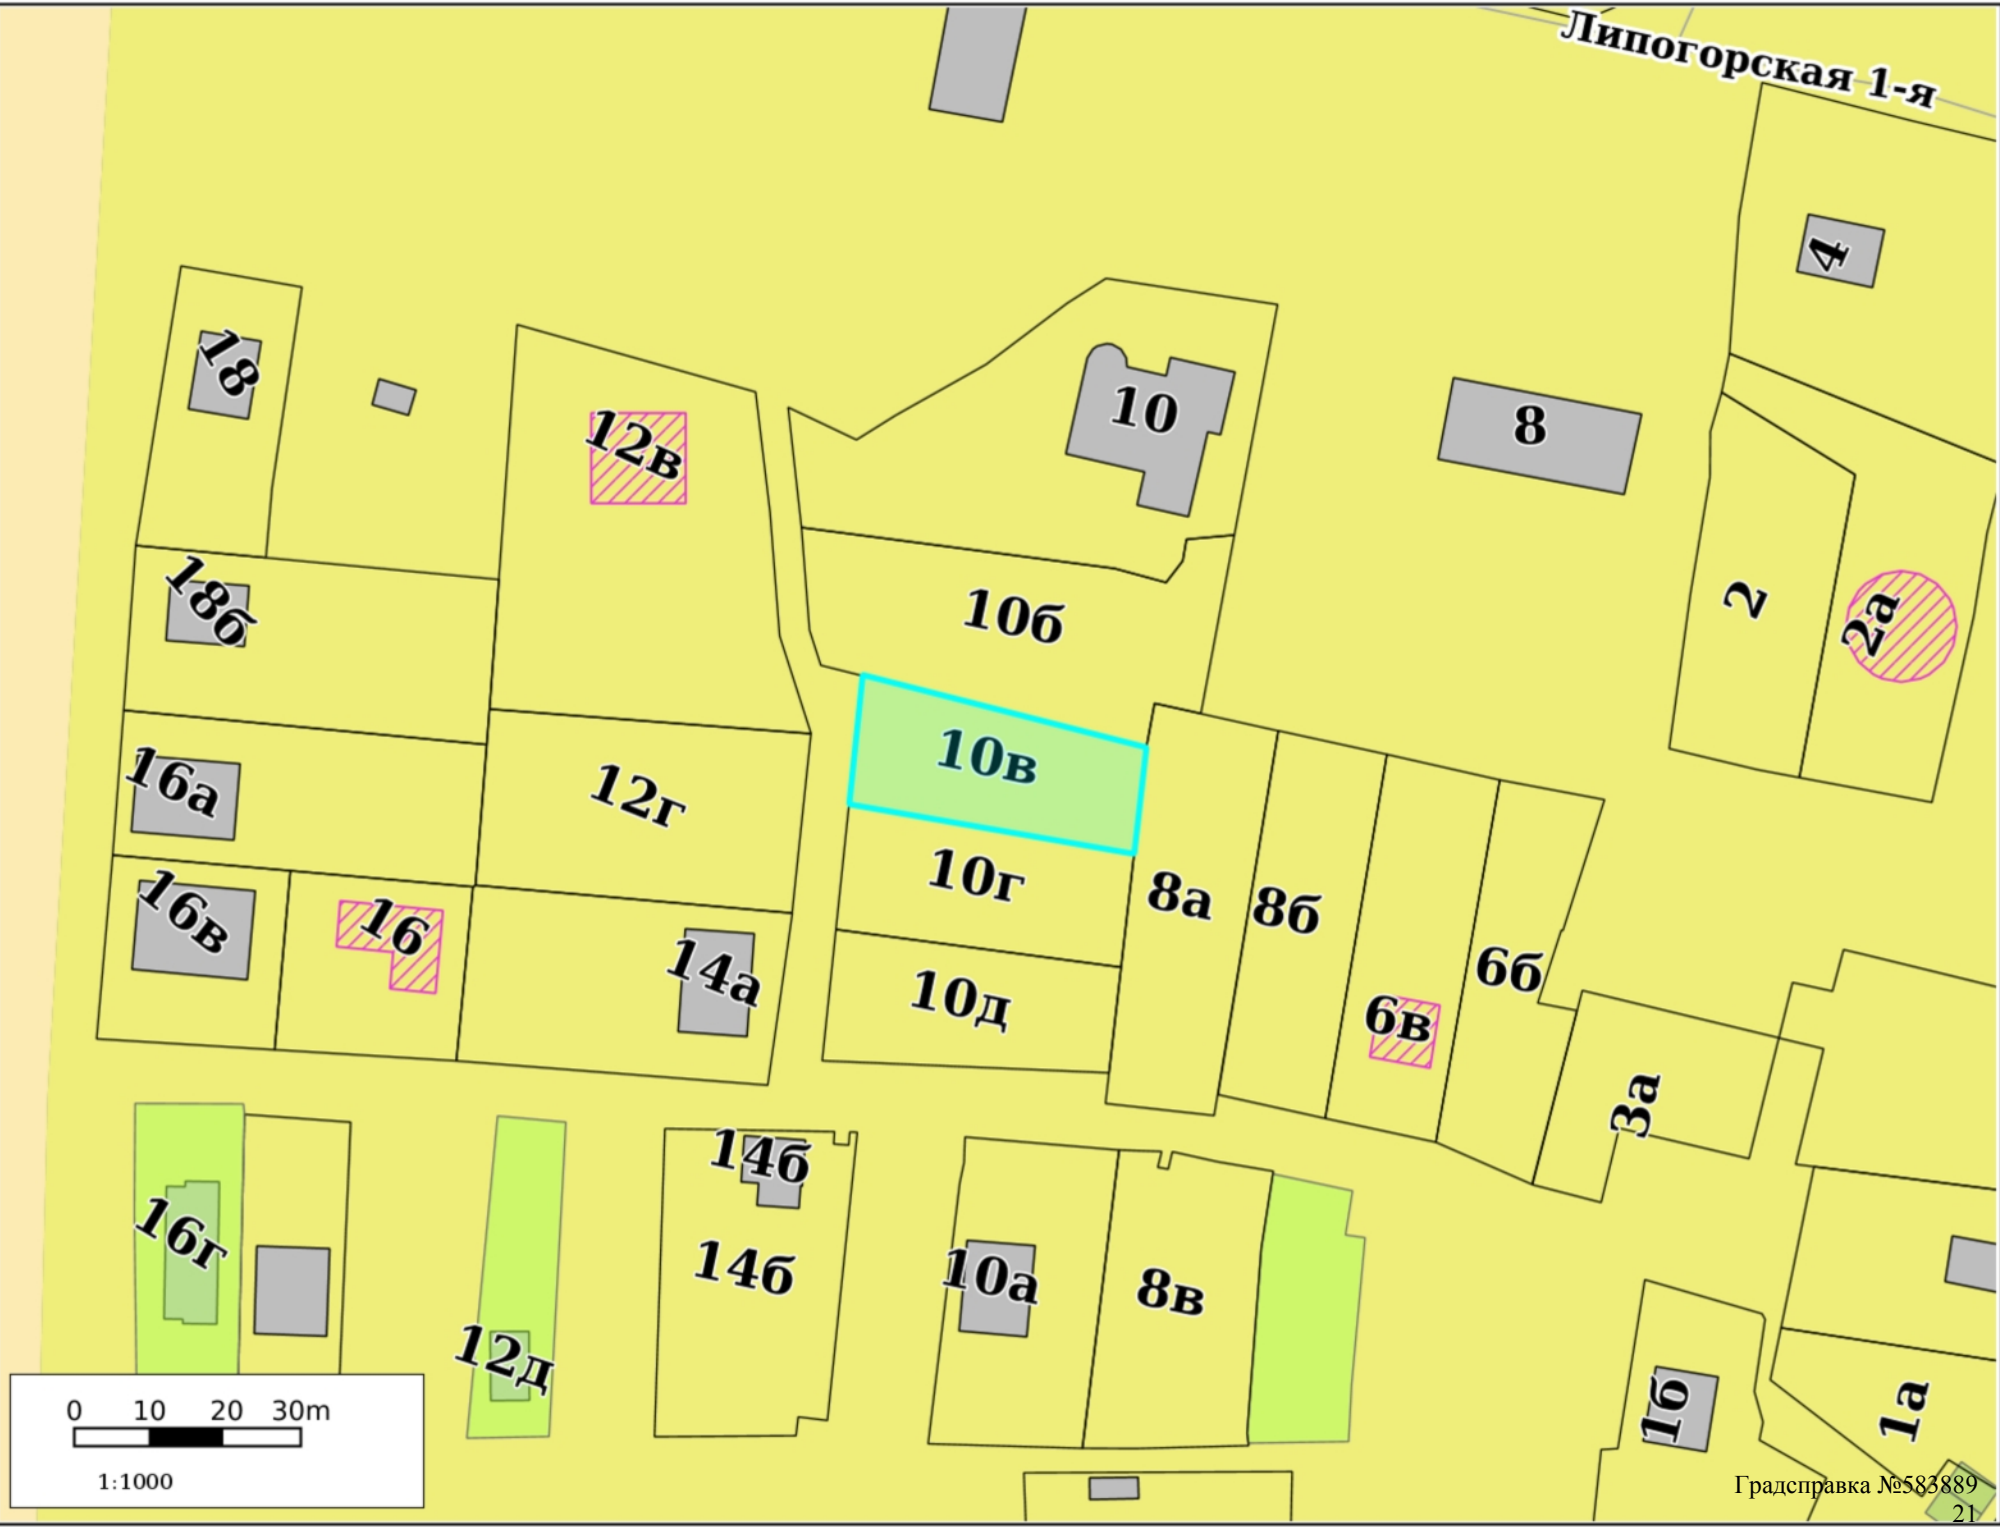 Липогорская 1-я
4
18
12в
10
8
18б
10б
2
2а
16а
12г
10в
10г
8а
8б
16в
16
14а
10д
6б
6в
3а
14б
16г
14б
10а
8в
12д
1б
1а
0 10 20 30m
1:1000
Градсправка №583889
21